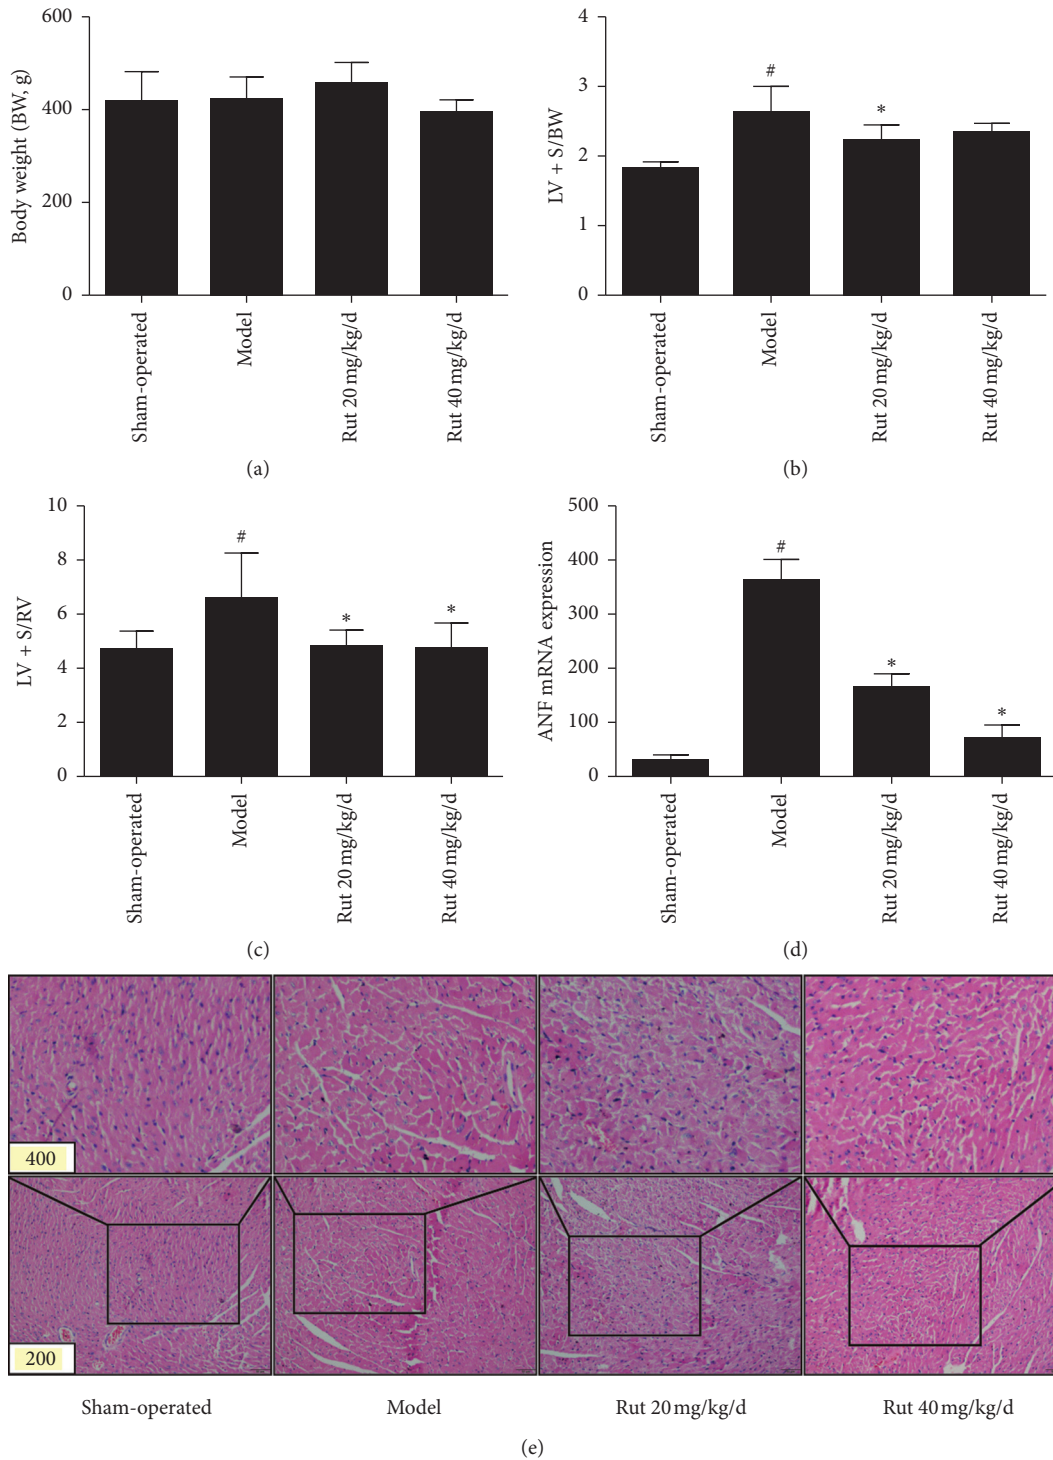 600
400
200
0
Body weight (BW, g)
Sham-operated
Model
Rut 20 mg/kg/d
Rut 40 mg/kg/d
(a)
4
3
2
1
0
LV + S/BW
#
*
Sham-operated
Model
Rut 20 mg/kg/d
Rut 40 mg/kg/d
(b)
10
8
6
4
2
0
LV + S/RV
#
*
*
Sham-operated
Model
Rut 20 mg/kg/d
Rut 40 mg/kg/d
(c)
500
400
300
200
100
0
ANF mRNA expression
#
*
*
Sham-operated
Model
Rut 20 mg/kg/d
Rut 40 mg/kg/d
(d)
400
200
Sham-operated
Model
Rut 20 mg/kg/d
Rut 40 mg/kg/d
(e)